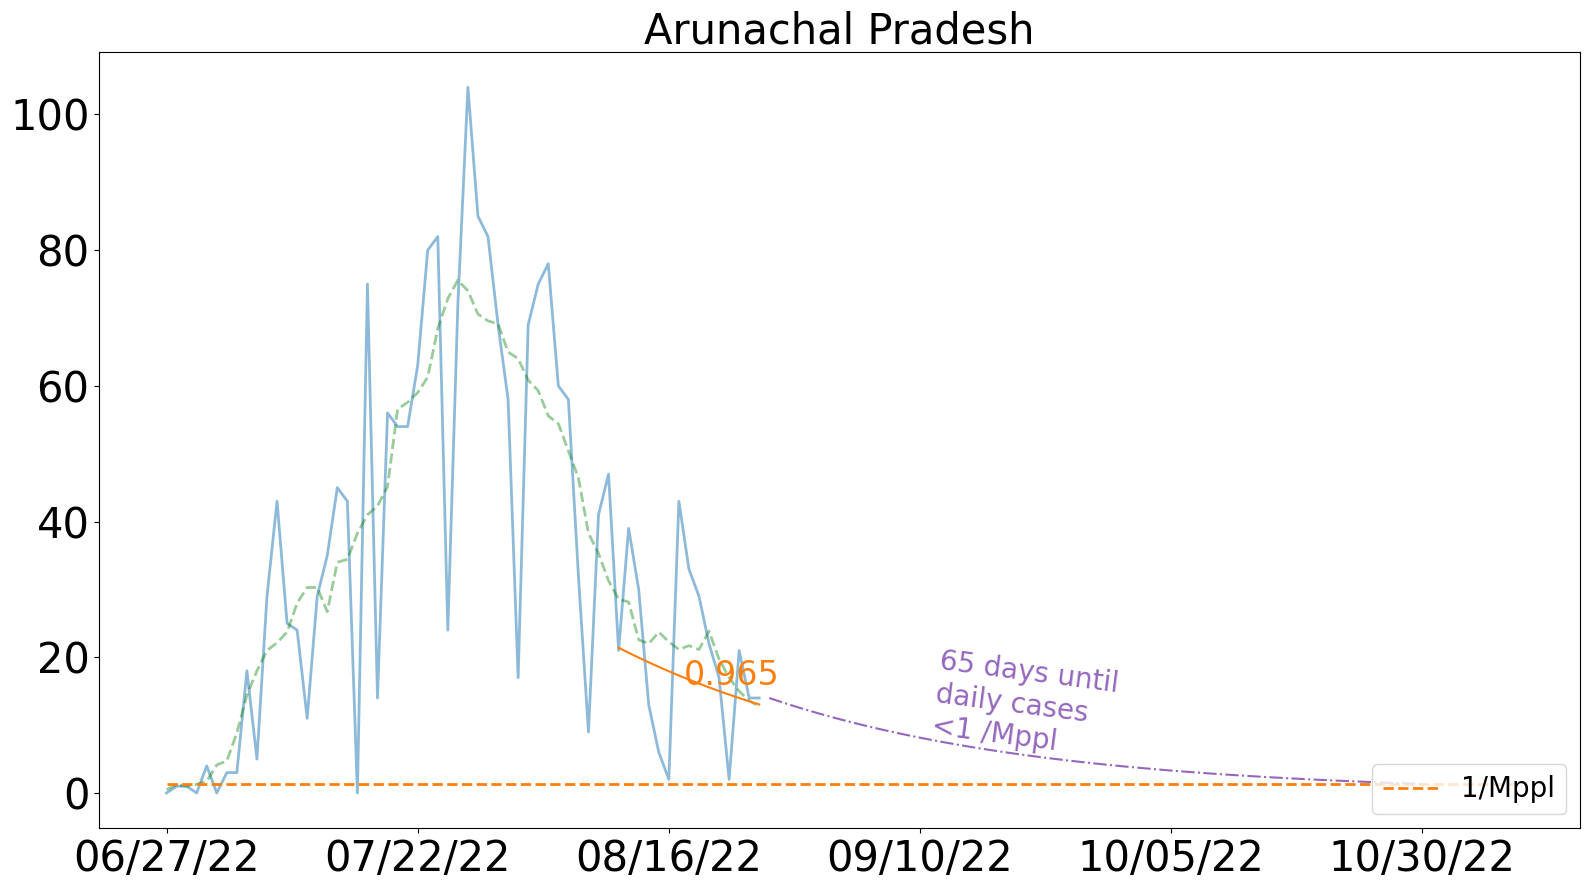 Arunachal Pradesh
100
80
60
40
20
0
0.965
65 days until
daily cases
<1 /Mppl
1/Mppl
06/27/22
07/22/22
08/16/22
09/10/22
10/05/22
10/30/22